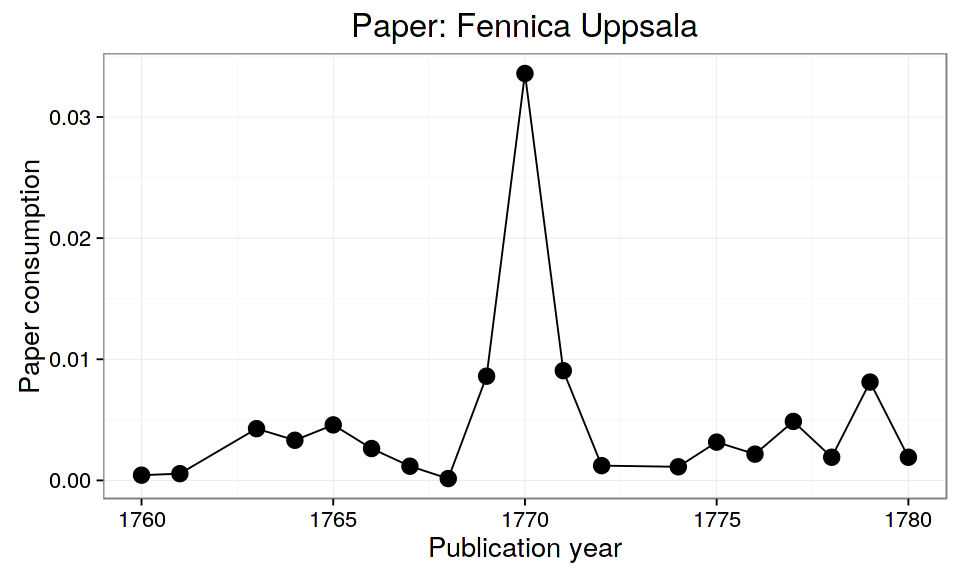 Paper: Fennica Uppsala
Paper consumption
0.03
0.02
0.01
0.00
1760 1765 1770 1775 1780
Publication year